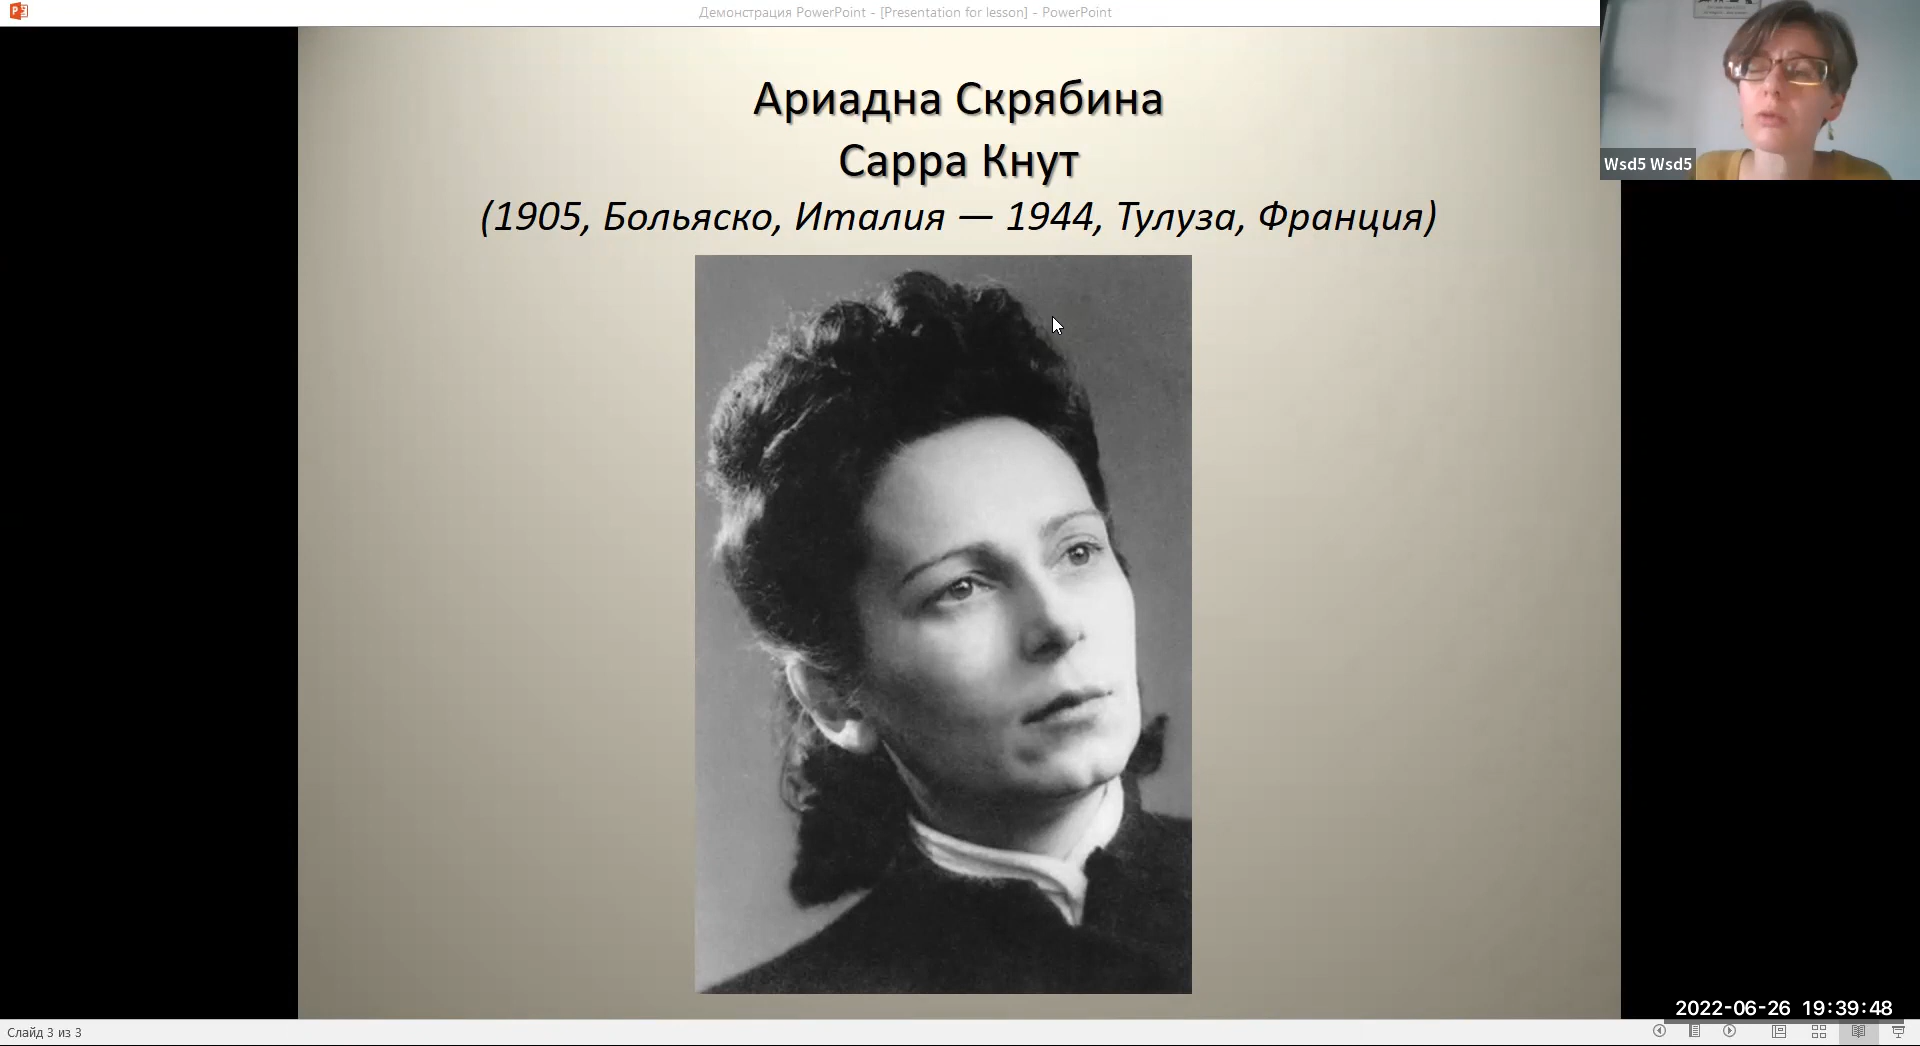 Демонстрация PowerPoint - [Presentation for lesson] - PowerPoint
Ариадна Скрябина
Сарра Кнут
(1905, Больяско, Италия — 1944, Тулуза, Франция)
Wsd5 Wsd5
2022-06-26 19:39:48
Слайд 3 из 3